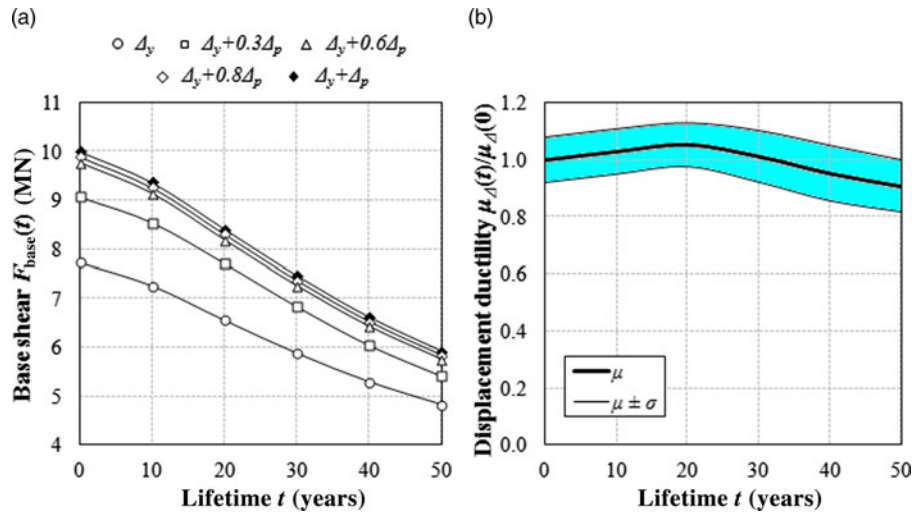 (a)
Δy Δy+0.3Δp Δy+0.6Δp
Δy+0.8Δp Δy+Δp
11
10
9
8
7
6
5
4
Base shear Fbase(t) (MN)
0 10 20 30 40 50
Lifetime t (years)
(b)
1.2
1.0
0.8
0.6
0.4
0.2
0.0
Displacement ductility μΔ(t)/μΔ(0)
μ
μ ± σ
0 10 20 30 40 50
Lifetime t (years)